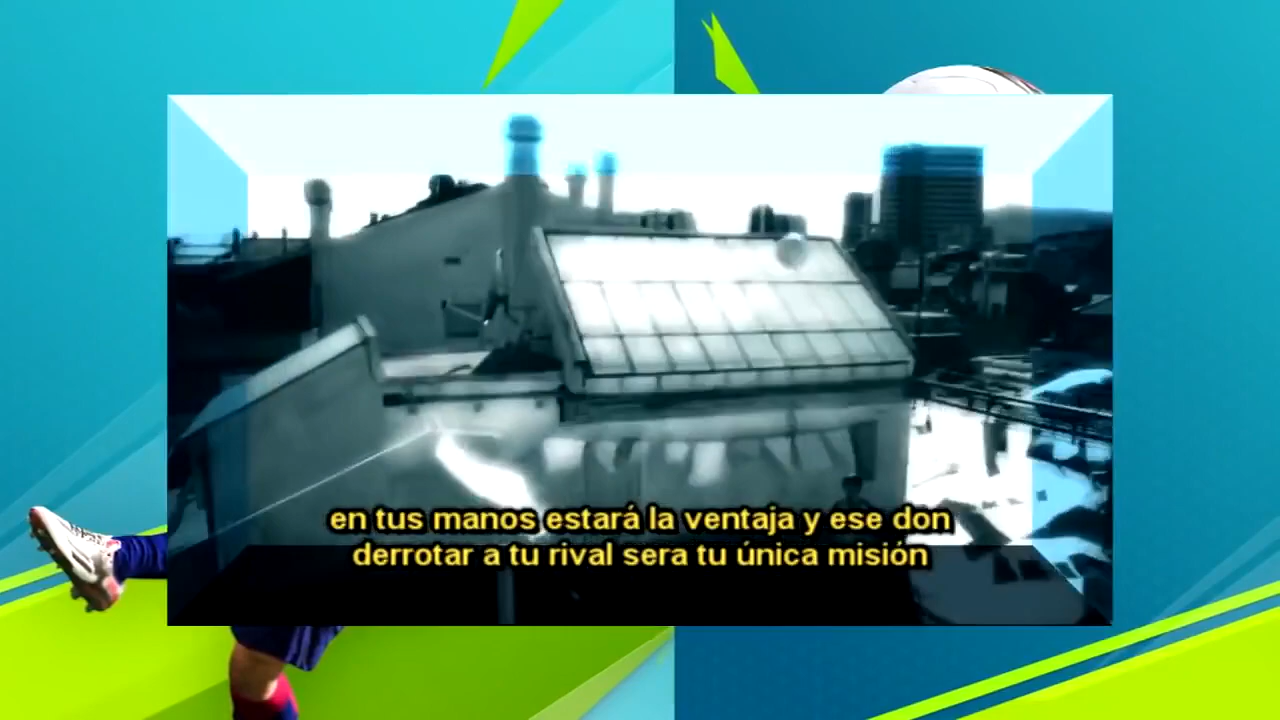 en tus manos estará la ventaja y ese don
derrotar a tu rival sera tu única misión